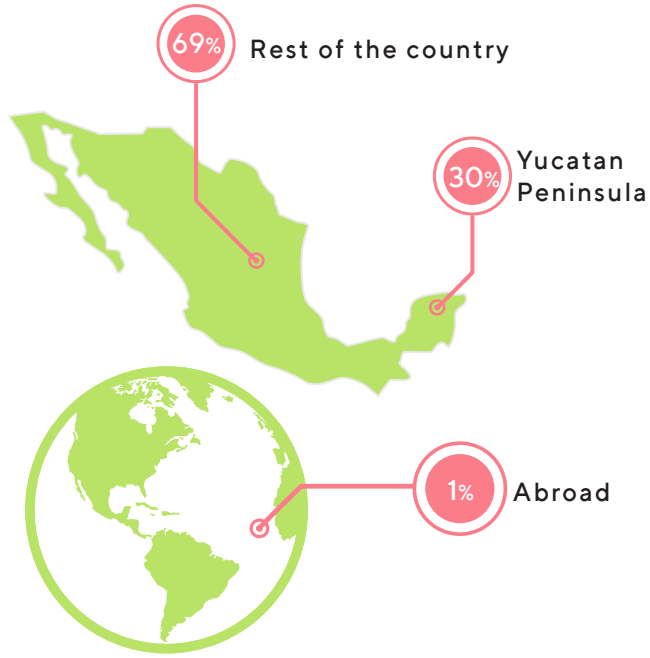 69% Rest of the country
30% Yucatan
Peninsula
1% Abroad